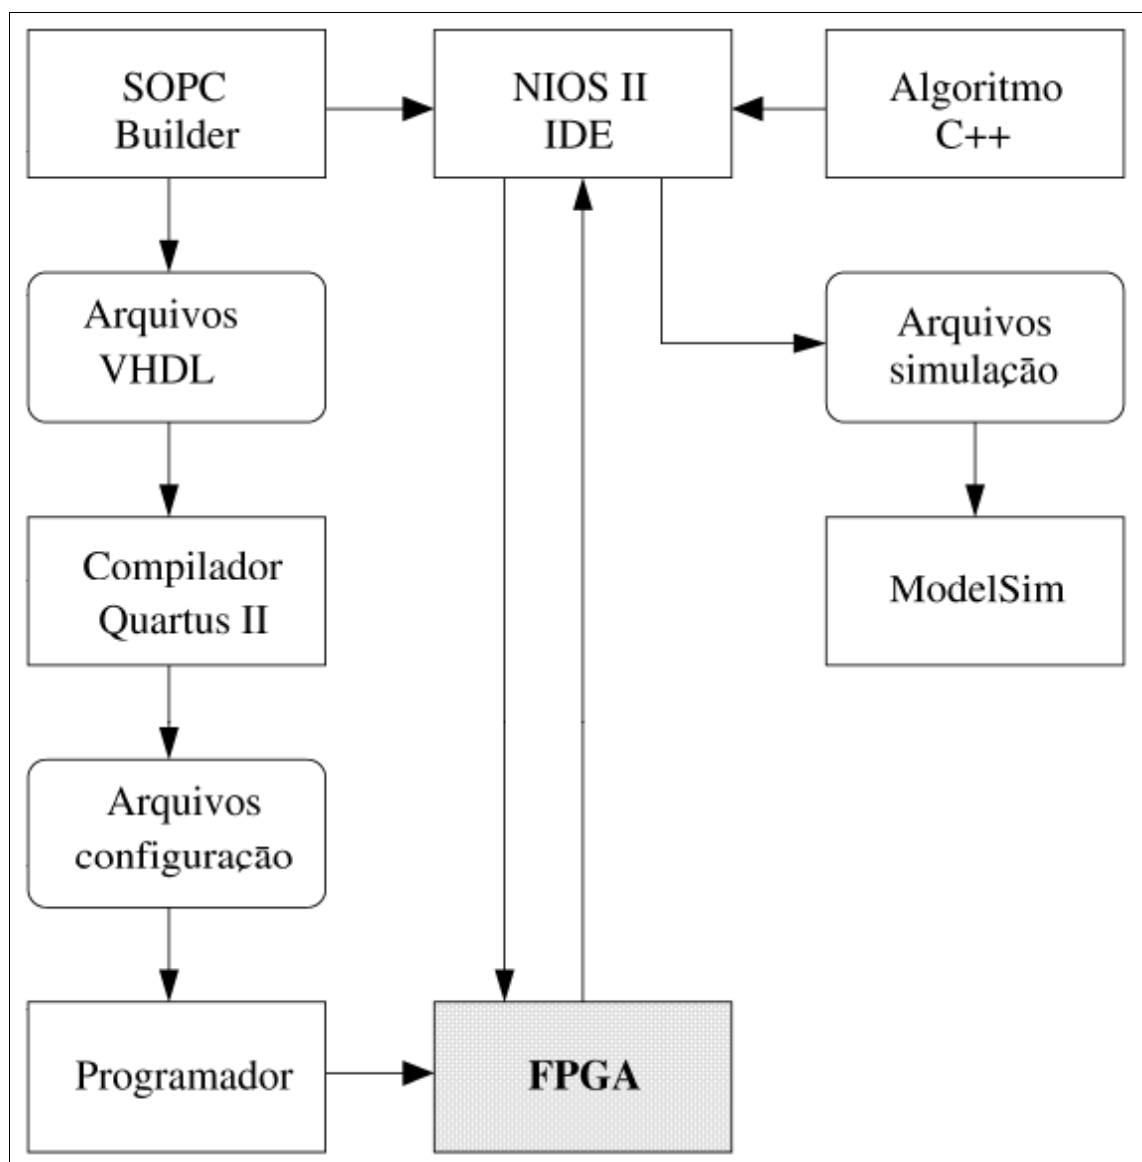 SOPC
Builder
NIOS II
IDE
Algoritmo
C++
Arquivos
VHDL
Arquivos
simulação
Compilador
Quartus II
ModelSim
Arquivos
configuração
Programador
FPGA